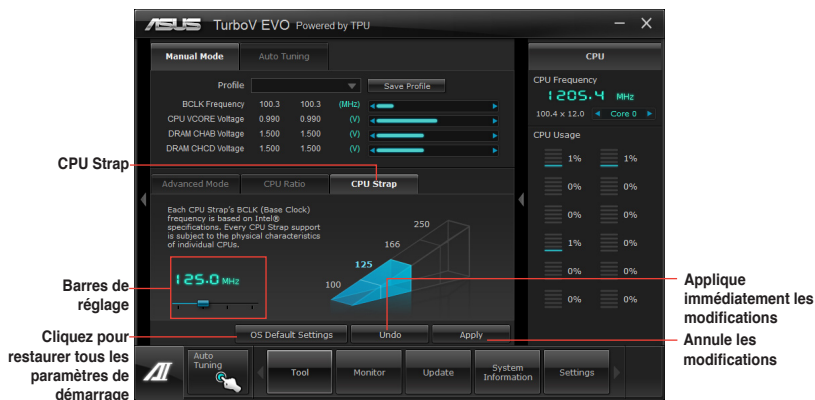 ASUS TurboV EVO Powered by TPU
Manual Mode Auto Tuning
CPU
Profile Save Profile
BCLK Frequency 100.3 100.3 (MHz)
CPU VCORE Voltage 0.990 0.990 (V)
DRAM CHAB Voltage 1.500 1.500 (V)
DRAM CHCD Voltage 1.500 1.500 (V)
CPU Frequency
1205.4 MHz
100.4 x 12.0 Core 0
CPU Usage
1% 1%
0% 0%
0% 0%
1% 0%
0% 0%
0% 0%
CPU Strap
Advanced Mode CPU Ratio CPU Strap
Each CPU Strap's BCLK (Base Clock)
frequency is based on Intel®
specifications. Every CPU Strap support
is subject to the physical characteristics
of individual CPUs.
250
166
125
100
125.0 MHz
Barres de
réglage
Cliquez pour
restaurer tous les
paramètres de
démarrage
OS Default Settings Undo Apply
Applique
immédiatement les
modifications
Annule les
modifications
AI
Auto
Tuning
Tool Monitor Update System
Information Settings